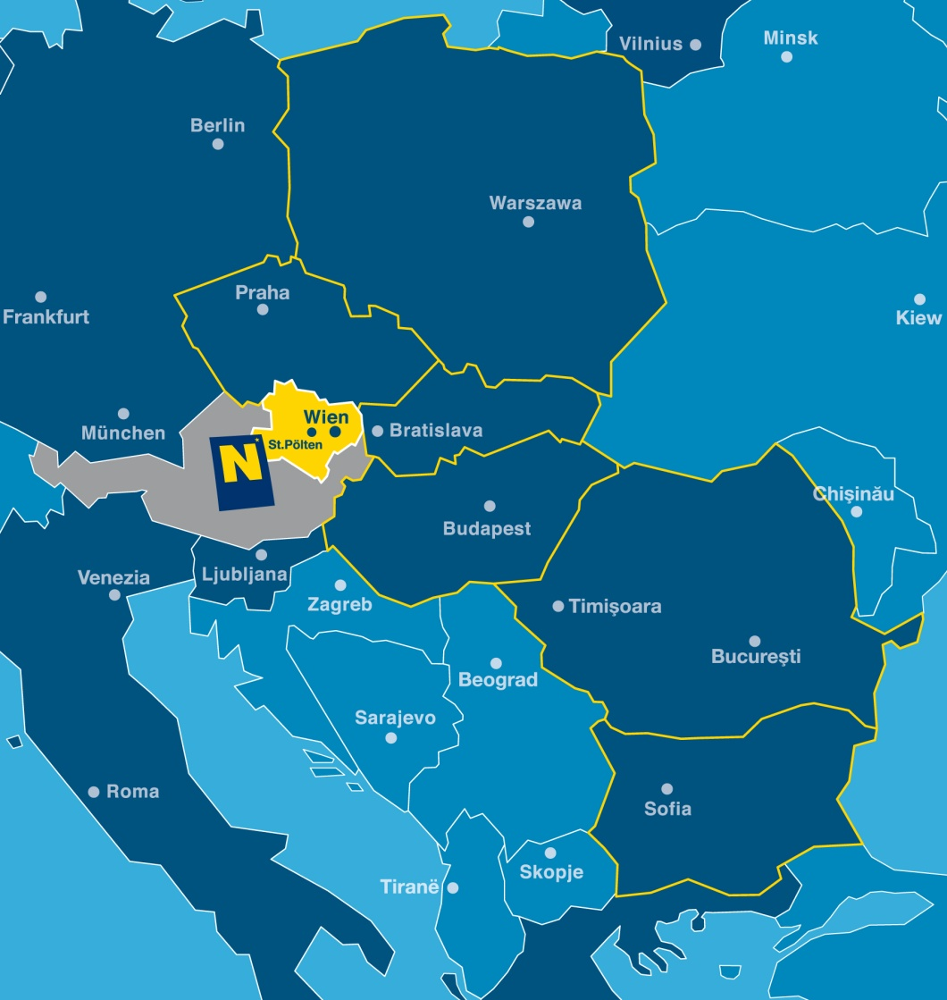 Vilnius
Minsk
Berlin
Warszawa
Praha
Frankfurt
Kiew
Wien
St.Pölten
München
Bratislava
N
Chişinău
Budapest
Ljubljana
Venezia
Zagreb
Timişoara
Bucureşti
Beograd
Sarajevo
Roma
Sofia
Skopje
Tiranë